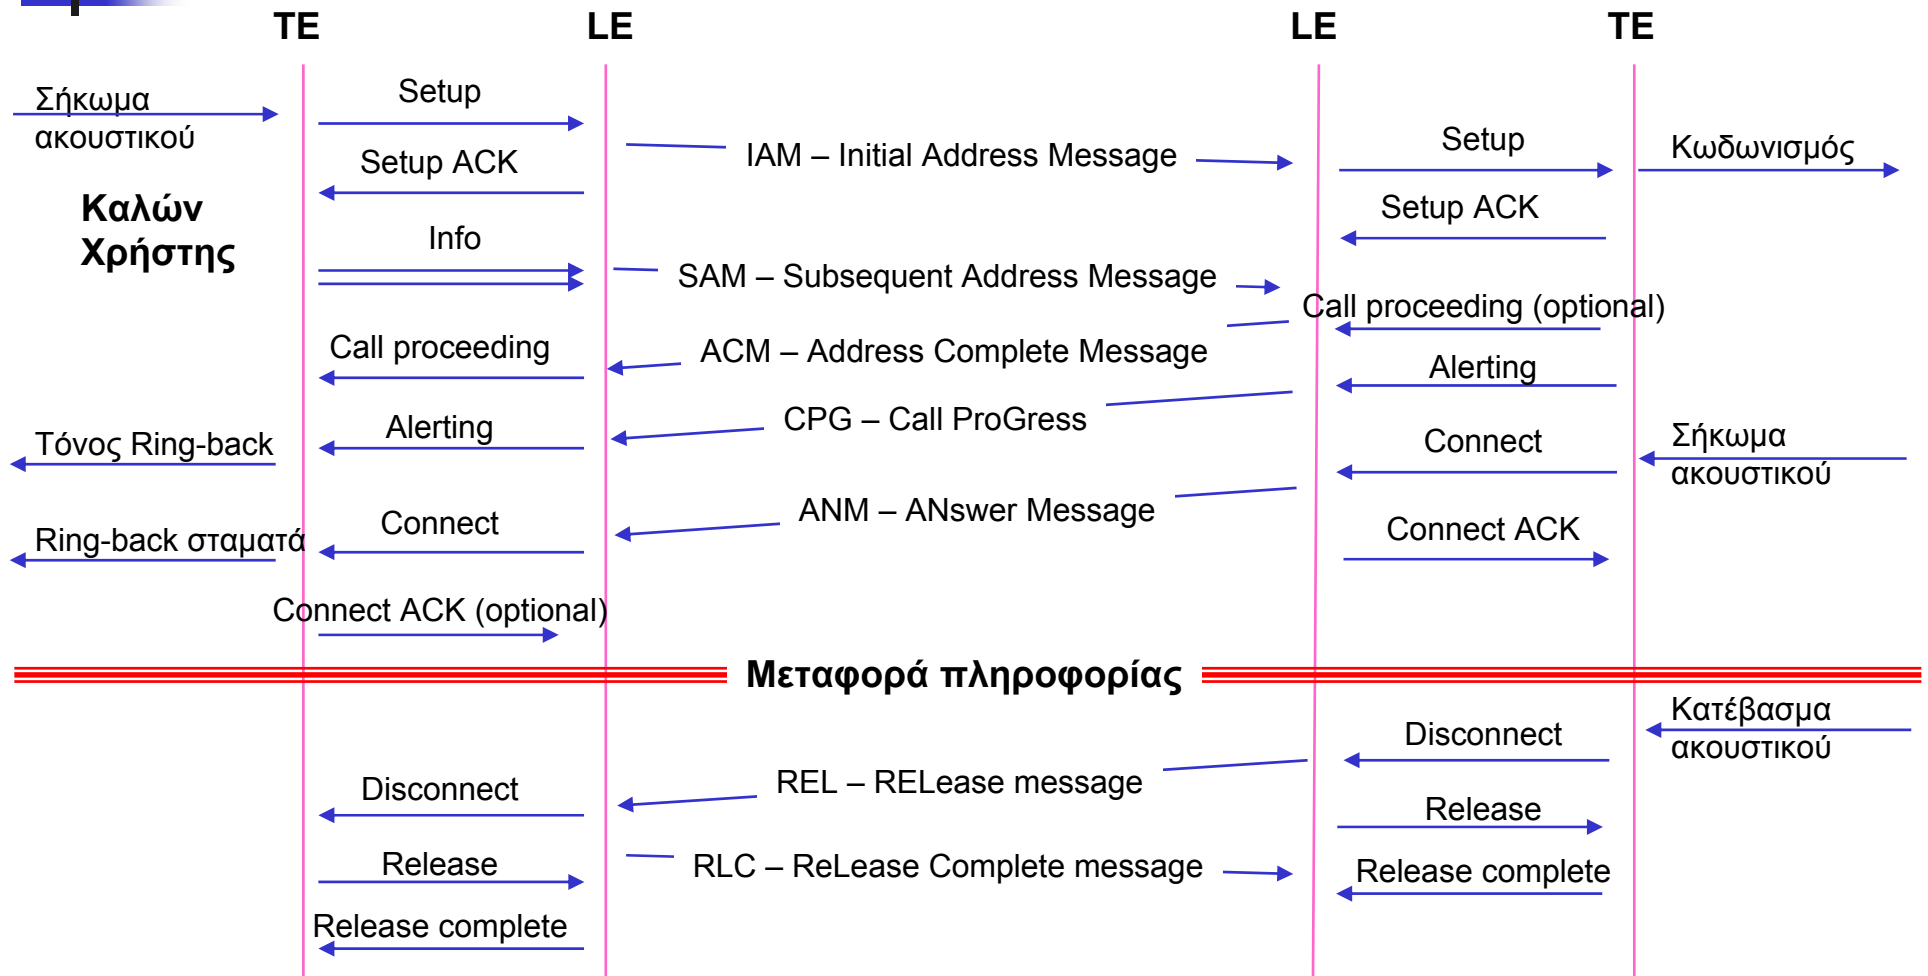 TE LE LE TE
Σήκωμα
ακουστικού
Setup
IAM – Initial Address Message
Setup
Κωδωνισμός
Setup ACK
Καλών
Χρήστης
Setup ACK
Info
SAM – Subsequent Address Message
Call proceeding (optional)
Call proceeding
ACM – Address Complete Message
Alerting
Τόνος Ring-back
Alerting
CPG – Call ProGress
Connect
Σήκωμα
ακουστικού
Ring-back σταματά
Connect
ANM – ANswer Message
Connect ACK
Connect ACK (optional)
Μεταφορά πληροφορίας
Κατέβασμα
ακουστικού
Disconnect
REL – RELease message
Disconnect
Release
Release
RLC – ReLease Complete message
Release complete
Release complete